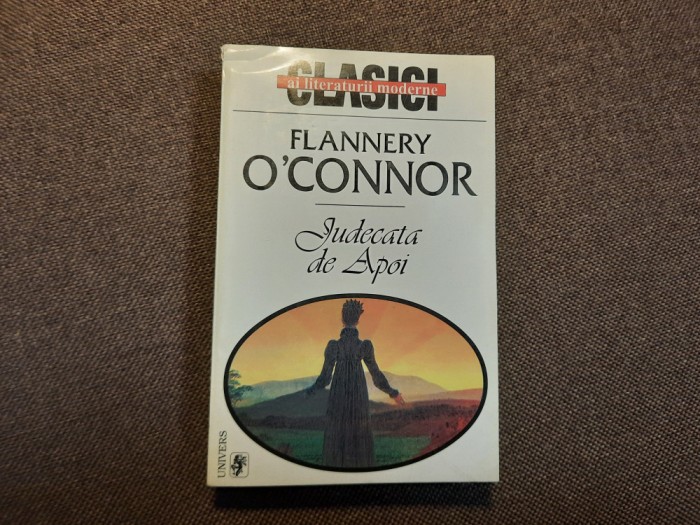 CLASICI
ai literaturii moderne
FLANNERY
O'CONNOR
Judecata
de Apoi
UNIVERS